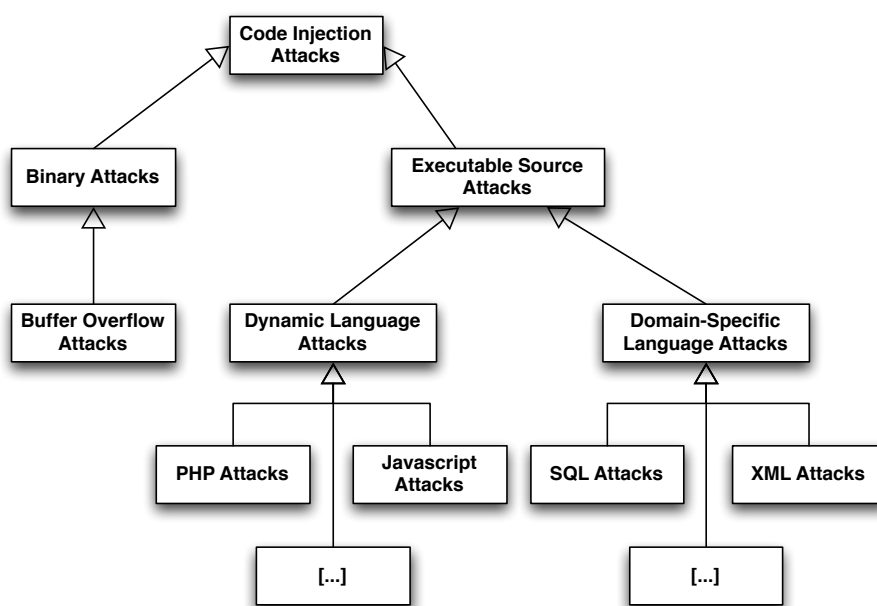 Code Injection
Attacks
Binary Attacks
Executable Source
Attacks
Buffer Overflow
Attacks
Dynamic Language
Attacks
Domain-Specific
Language Attacks
PHP Attacks
Javascript
Attacks
SQL Attacks
XML Attacks
[...]
[...]